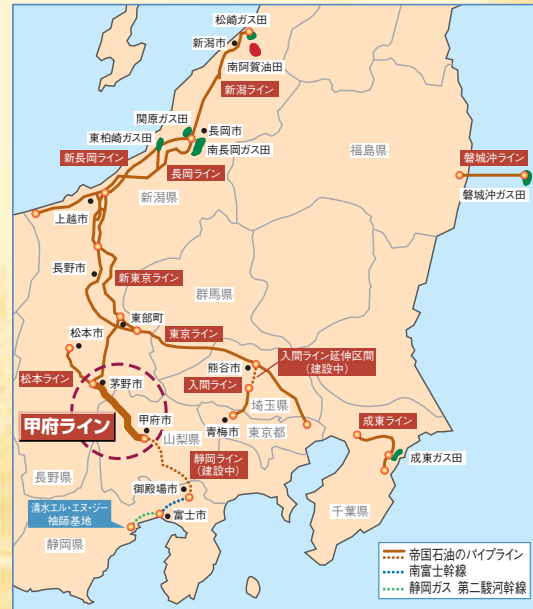 松崎ガス田
新潟市
南阿賀油田
新潟ライン
関原ガス田
長岡市
東柏崎ガス田
南長岡ガス田
福島県
新長岡ライン
長岡ライン
磐城沖ライン
磐城沖ガス田
新潟県
上越市
長野市
新東京ライン
群馬県
東部町
東京ライン
松本市
入間ライン延伸区間
(建設中)
熊谷市
松本ライン
茅野市
入間ライン
埼玉県
甲府ライン
甲府市
青梅市
東京都
成東ライン
山梨県
成東ガス田
静岡ライン
(建設中)
長野県
御殿場市
清水エル・エヌ・ジー
袖師基地
富士市
千葉県
静岡県
帝国石油のパイプライン
南富士幹線
静岡ガス 第二駿河幹線